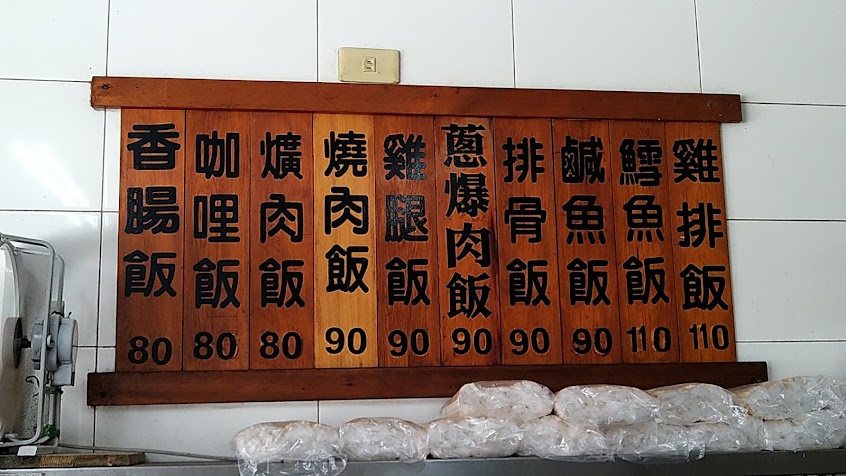 雞排飯 110
鱈魚飯 110
鹹魚飯 90
排骨飯 90
蔥爆肉飯 90
雞腿飯 90
燒肉飯 90
爌肉飯 80
咖哩飯 80
香腸飯 80